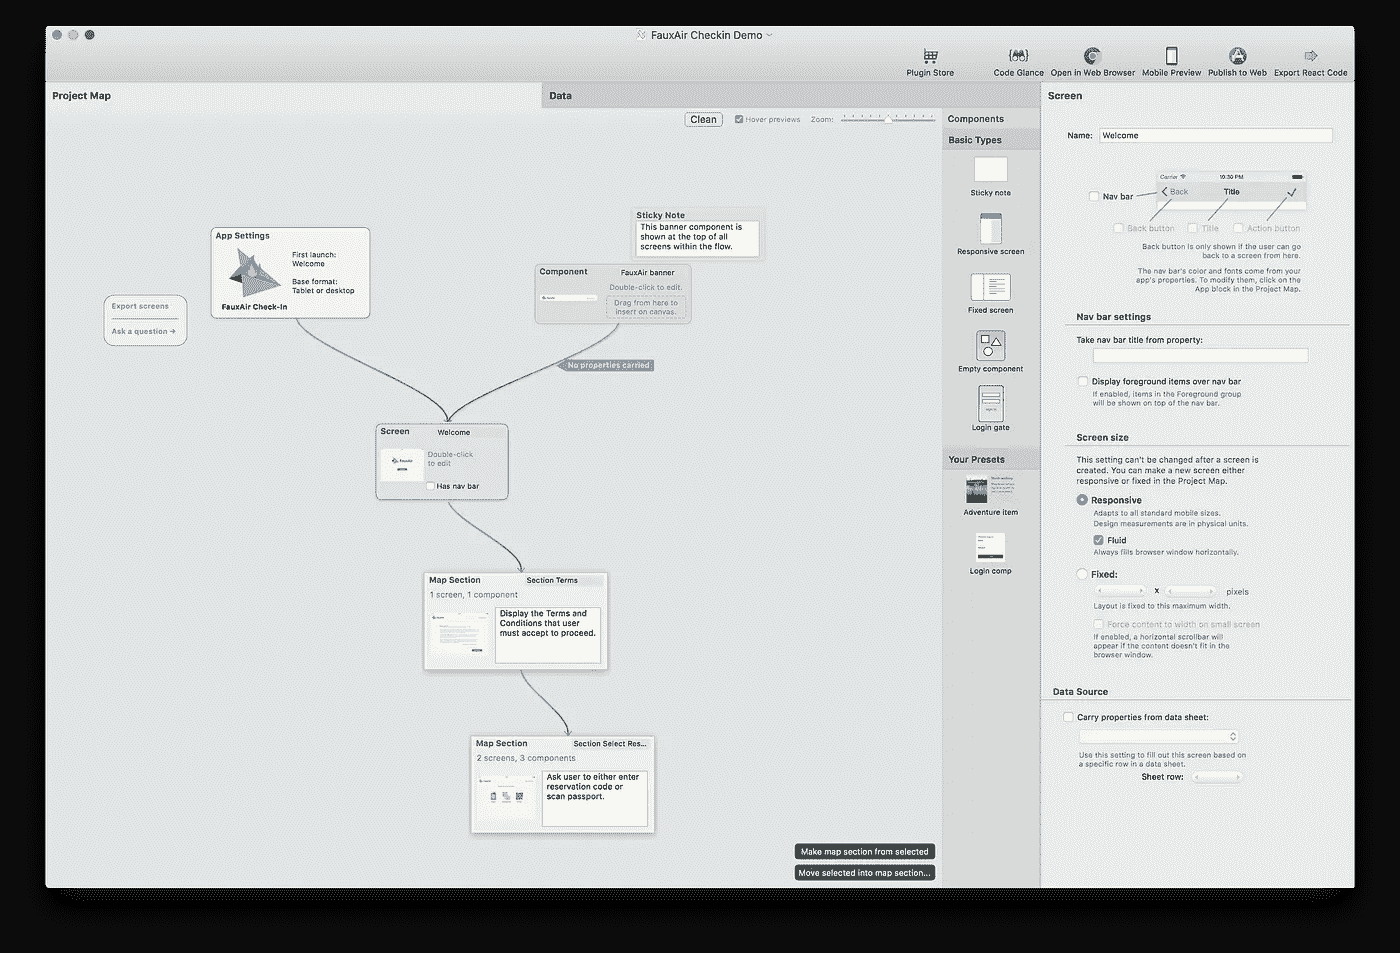 FauxAir Checkin Demo
Plugin Store
Code Glance
Open in Web Browser
Mobile Preview
Publish to Web
Export React Code
Project Map
Data
Clean
Hover previews
Zoom:
Export screens
Ask a question →
App Settings
First launch:
Welcome
Base format:
Tablet or desktop
FauxAir Check-In
Sticky Note
This banner component is
shown at the top of all
screens within the flow.
Component
FauxAir banner
Double-click to edit.
Drag from here to
insert on canvas.
No properties carried
Screen
Welcome
Double-click
to edit
Has nav bar
Map Section
Section Terms
1 screen, 1 component
Display the Terms and
Conditions that user
must accept to proceed.
Map Section
Section Select Res...
2 screens, 3 components
Ask user to either enter
reservation code or
scan passport.
Make map section from selected
Move selected into map section...
Components
Basic Types
Sticky note
Responsive screen
Fixed screen
Empty component
Login gate
Your Presets
Adventure item
Login comp
Screen
Name:
Welcome
Carrier
10:30 PM
Nav bar
Back
Title
Back button
Title
Action button
Back button is only shown if the user can go
back to a screen from here.
The nav bar's color and fonts come from your
app's properties. To modify them, click on the
App block in the Project Map.
Nav bar settings
Take nav bar title from property:
Display foreground items over nav bar
If enabled, items in the Foreground group
will be shown on top of the nav bar.
Screen size
This setting can't be changed after a screen is
created. You can make a new screen either
responsive or fixed in the Project Map.
Responsive
Adapts to all standard mobile sizes.
Design measurements are in physical units.
Fluid
Always fills browser window horizontally.
Fixed:
x
pixels
Layout is fixed to this maximum width.
Force content to width on small screen
If enabled, a horizontal scrollbar will
appear if the content doesn't fit in the
browser window.
Data Source
Carry properties from data sheet:
Use this setting to fill out this screen based on
a specific row in a data sheet.
Sheet row: